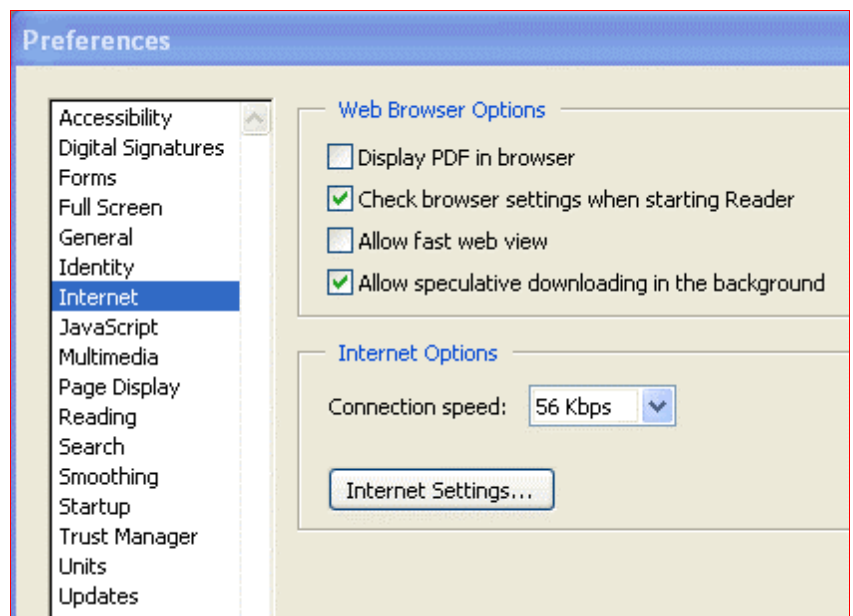 Preferences
Accessibility
Digital Signatures
Forms
Full Screen
General
Identity
Internet
JavaScript
Multimedia
Page Display
Reading
Search
Smoothing
Startup
Trust Manager
Units
Updates
Web Browser Options
Display PDF in browser
Check browser settings when starting Reader
Allow fast web view
Allow speculative downloading in the background
Internet Options
Connection speed: 56 Kbps
Internet Settings...